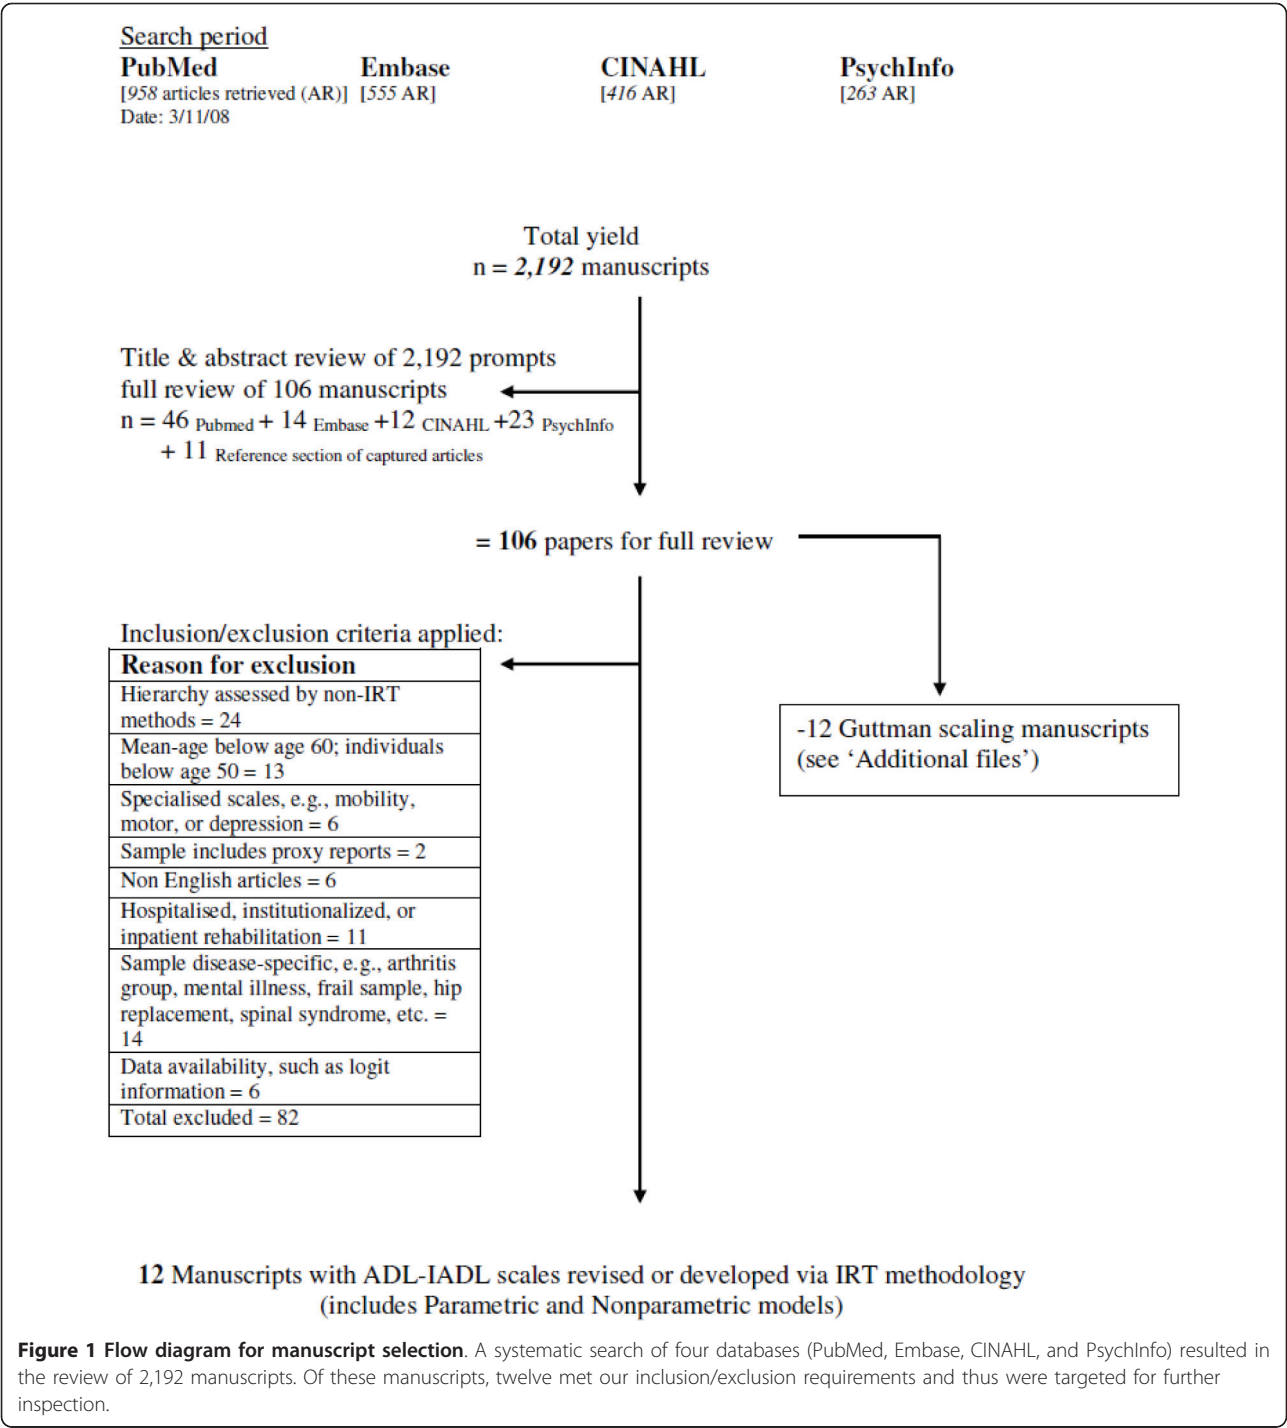 Search period
PubMed Embase CINAHL PsychInfo
[958 articles retrieved (AR)] [555 AR] [416 AR] [263 AR]
Date: 3/11/08
Total yield
n = 2,192 manuscripts
Title & abstract review of 2,192 prompts
full review of 106 manuscripts
n = 46 Pubmed + 14 Embase +12 CINAHL +23 PsychInfo
+ 11 Reference section of captured articles
= 106 papers for full review
Inclusion/exclusion criteria applied:
Reason for exclusion
Hierarchy assessed by non-IRT
methods = 24
Mean-age below age 60; individuals
below age 50 = 13
Specialised scales, e.g., mobility,
motor, or depression = 6
Sample includes proxy reports = 2
Non English articles = 6
Hospitalised, institutionalized, or
inpatient rehabilitation = 11
Sample disease-specific, e.g., arthritis
group, mental illness, frail sample, hip
replacement, spinal syndrome, etc. =
14
Data availability, such as logit
information = 6
Total excluded = 82
-12 Guttman scaling manuscripts
(see ‘Additional files’)
12 Manuscripts with ADL-IADL scales revised or developed via IRT methodology
(includes Parametric and Nonparametric models)
Figure 1 Flow diagram for manuscript selection. A systematic search of four databases (PubMed, Embase, CINAHL, and PsychInfo) resulted in
the review of 2,192 manuscripts. Of these manuscripts, twelve met our inclusion/exclusion requirements and thus were targeted for further
inspection.